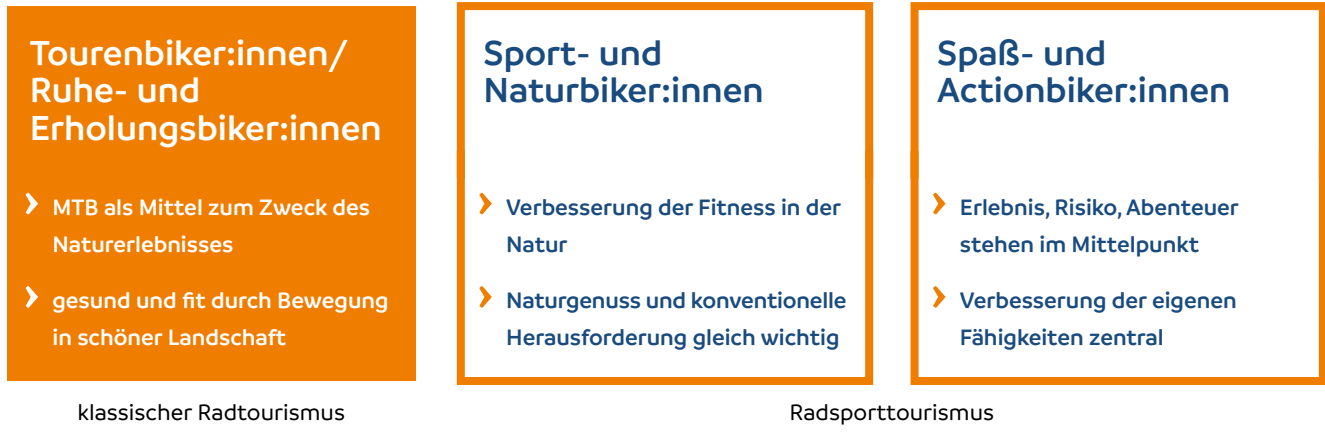 Tourenbiker:innen/
Ruhe- und
Erholungsbiker:innen
MTB als Mittel zum Zweck des
Naturerlebnisses
gesund und fit durch Bewegung
in schöner Landschaft
klassischer Radtourismus
Sport- und
Naturbiker:innen
Verbesserung der Fitness in der
Natur
Naturgenuss und konventionelle
Herausforderung gleich wichtig
Spaß- und
Actionbiker:innen
Erlebnis, Risiko, Abenteuer
stehen im Mittelpunkt
Verbesserung der eigenen
Fähigkeiten zentral
Radsporttourismus